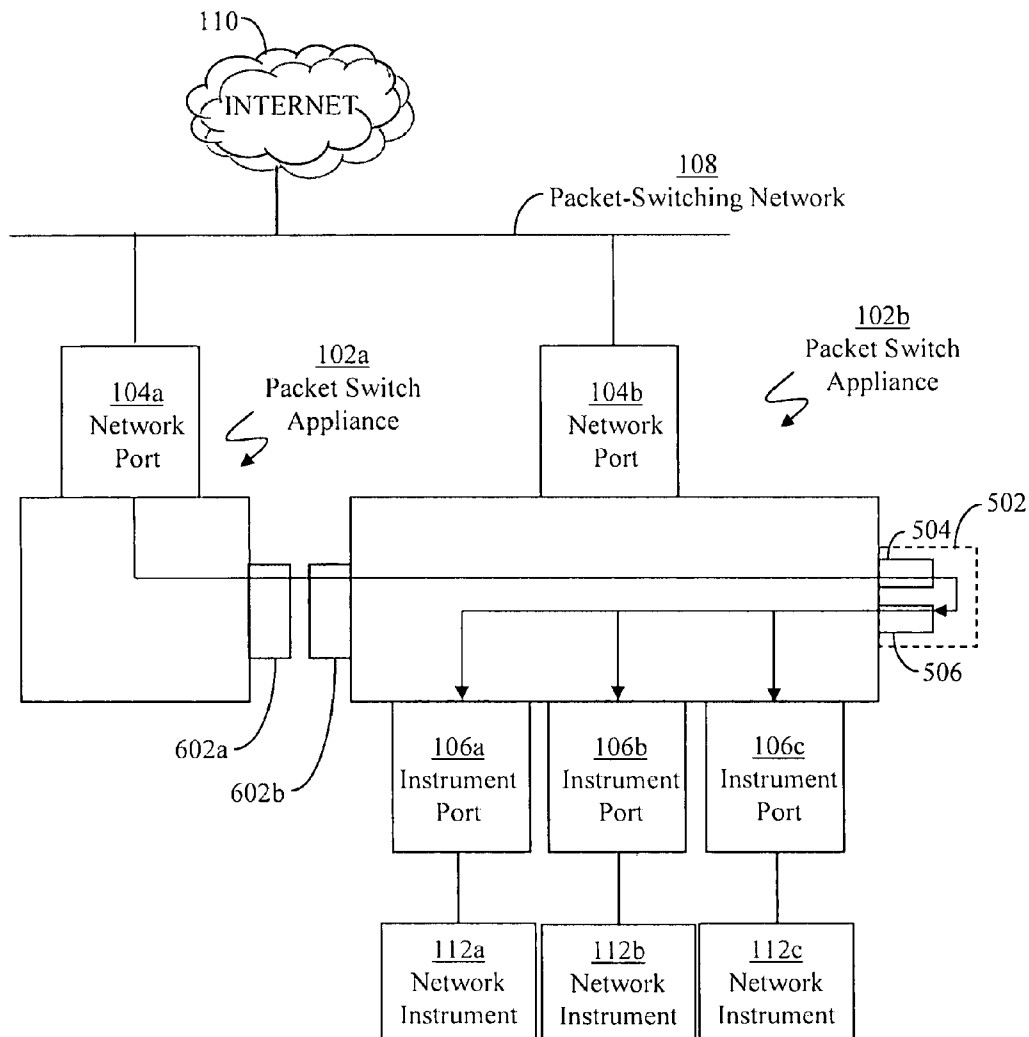 110
INTERNET
108
Packet-Switching Network
102a
Packet Switch
Appliance
102b
Packet Switch
Appliance
104a
Network
Port
104b
Network
Port
502
504
506
602a
602b
106a
Instrument
Port
106b
Instrument
Port
106c
Instrument
Port
112a
Network
Instrument
112b
Network
Instrument
112c
Network
Instrument